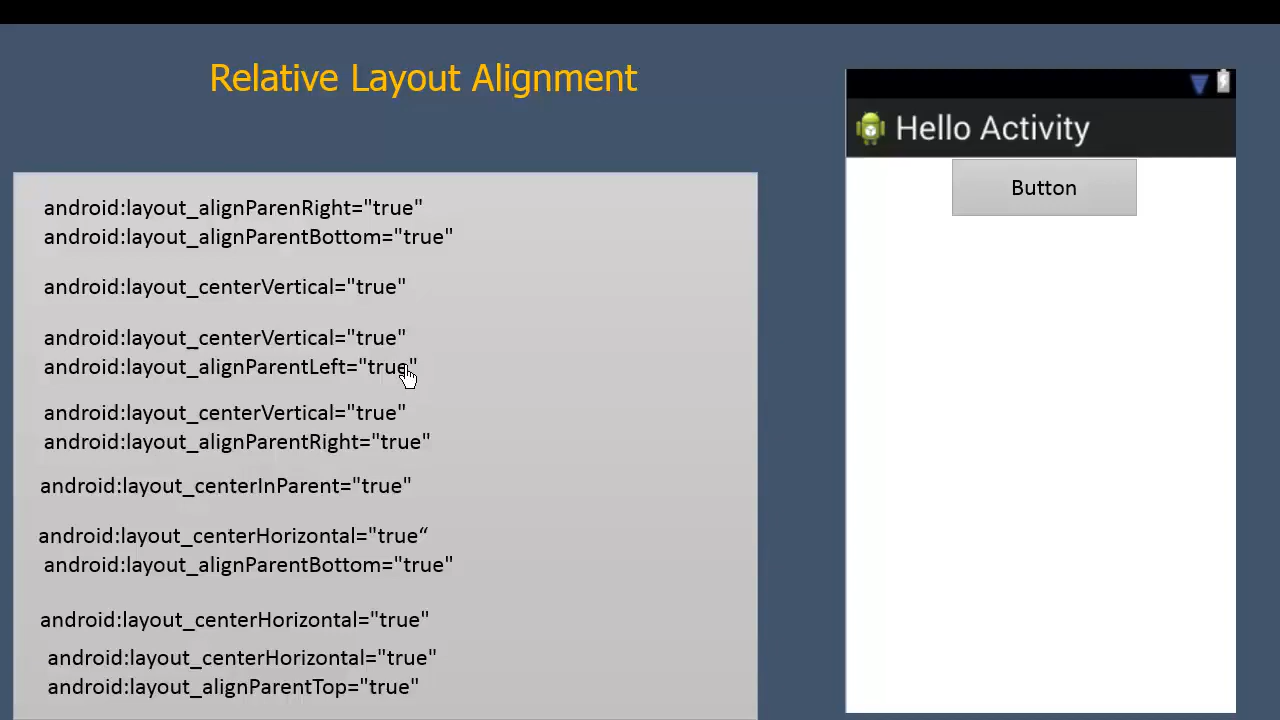 Relative Layout Alignment
android:layout_alignParenRight="true"
android:layout_alignParentBottom="true"
android:layout_centerVertical="true"
android:layout_centerVertical="true"
android:layout_alignParentLeft="true"
android:layout_centerVertical="true"
android:layout_alignParentRight="true"
android:layout_centerInParent="true"
android:layout_centerHorizontal="true“
android:layout_alignParentBottom="true"
android:layout_centerHorizontal="true"
android:layout_centerHorizontal="true"
android:layout_alignParentTop="true"
Hello Activity
Button